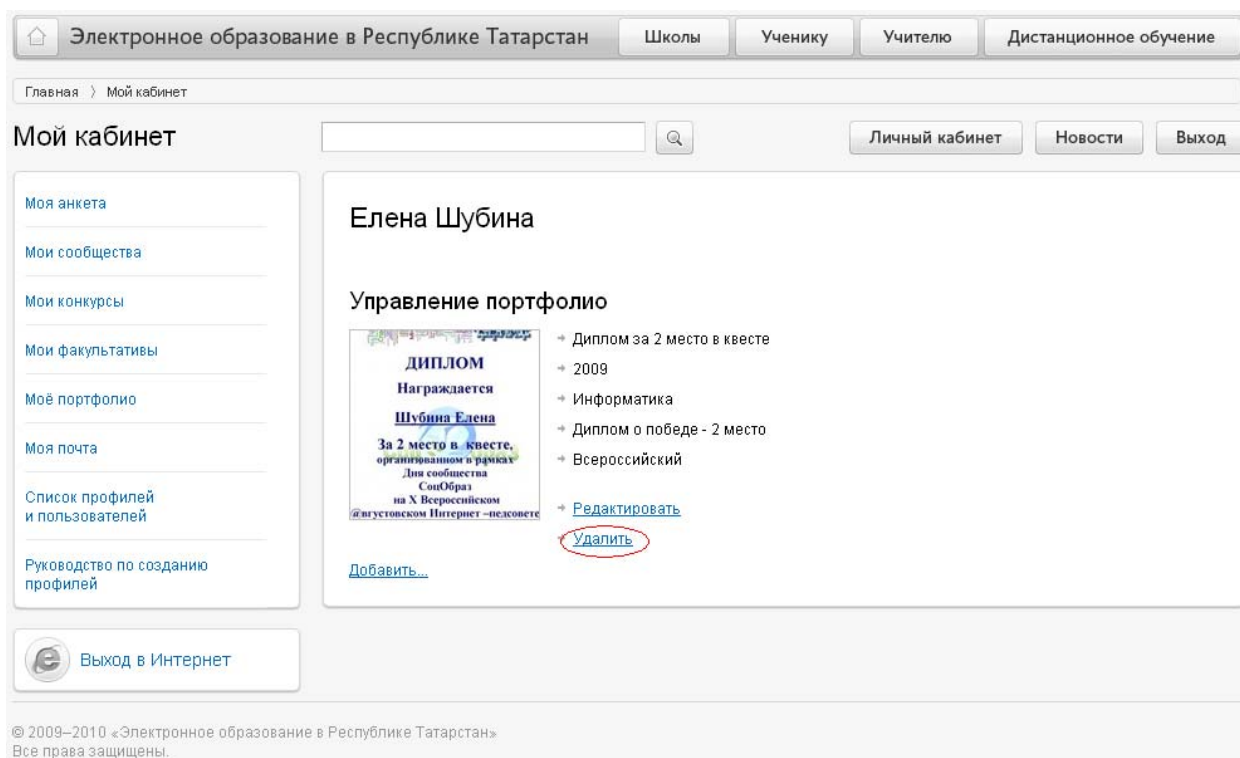 Электронное образование в Республике Татарстан
Школы
Ученику
Учителю
Дистанционное обучение
Главная 〉 Мой кабинет
Мой кабинет
Личный кабинет
Новости
Выход
Моя анкета
Мои сообщества
Мои конкурсы
Мои факультативы
Моё портфолио
Моя почта
Список профилей
и пользователей
Руководство по созданию
профилей
Выход в Интернет
Елена Шубина
Управление портфолио
ДИПЛОМ
Награждается
Шубина Елена
За 2 место в квесте,
организованном в рамках
Дня сообщества
СоцОбраз
на X Всероссийском
@вгустовском Интернет –педсовете
Диплом за 2 место в квесте
2009
Информатика
Диплом о победе - 2 место
Всероссийский
Редактировать
Удалить
Добавить...
© 2009–2010 «Электронное образование в Республике Татарстан»
Все права защищены.